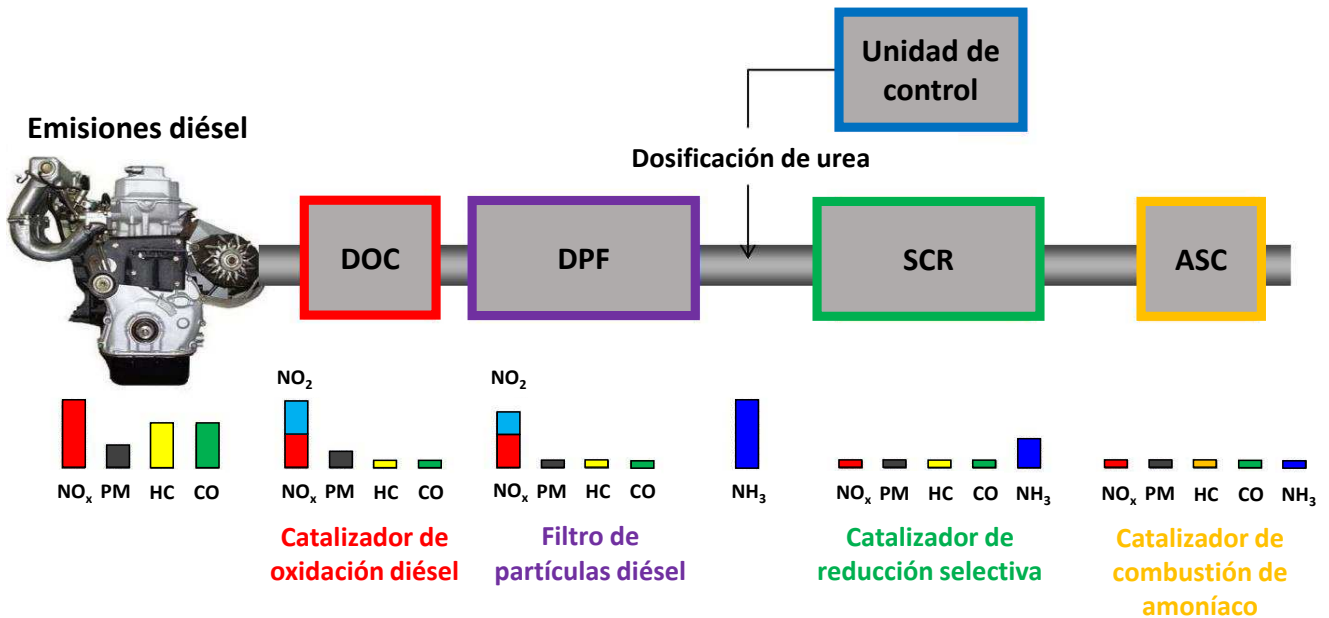 Unidad de
control
Emisiones diésel
Dosificación de urea
DOC
DPF
SCR
ASC
NO₂
NO₂
NOₓ PM HC CO
NOₓ PM HC CO
NOₓ PM HC CO
NH₃
NOₓ PM HC CO NH₃
NOₓ PM HC CO NH₃
Catalizador de
oxidación diésel
Filtro de
partículas diésel
Catalizador de
reducción selectiva
Catalizador de
combustión de
amoníaco